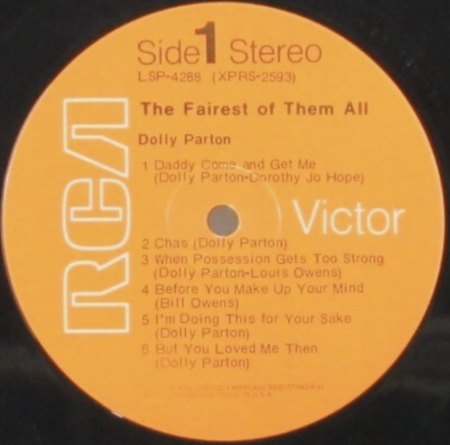 Side 1 Stereo
LSP-4288 (XPRS-2593)
The Fairest of Them All
Dolly Parton
1 Daddy Come and Get Me
(Dolly Parton-Dorothy Jo Hope)
RCA
Victor
2 Chas (Dolly Parton)
3 When Possession Gets Too Strong
(Dolly Parton-Louis Owens)
4 Before You Make Up Your Mind
(Bill Owens)
5 I'm Doing This for Your Sake
(Dolly Parton)
6 But You Loved Me Then
(Dolly Parton)